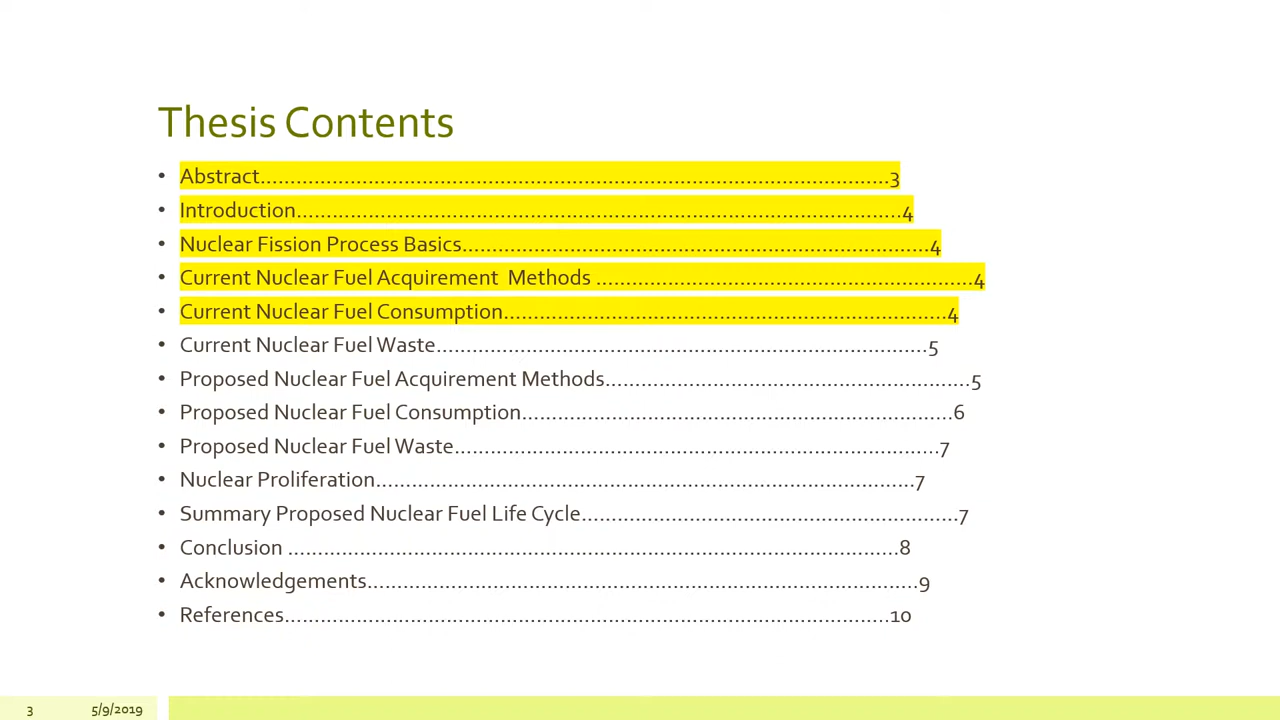 Thesis Contents
• Abstract..........................................................................................................3
• Introduction.....................................................................................................4
• Nuclear Fission Process Basics..............................................................................4
• Current Nuclear Fuel Acquirement  Methods ...............................................................4
• Current Nuclear Fuel Consumption..........................................................................4
• Current Nuclear Fuel Waste..................................................................................5
• Proposed Nuclear Fuel Acquirement Methods.............................................................5
• Proposed Nuclear Fuel Consumption........................................................................6
• Proposed Nuclear Fuel Waste.................................................................................7
• Nuclear Proliferation..........................................................................................7
• Summary Proposed Nuclear Fuel Life Cycle...............................................................7
• Conclusion ......................................................................................................8
• Acknowledgements............................................................................................9
• References.....................................................................................................10
3 5/9/2019